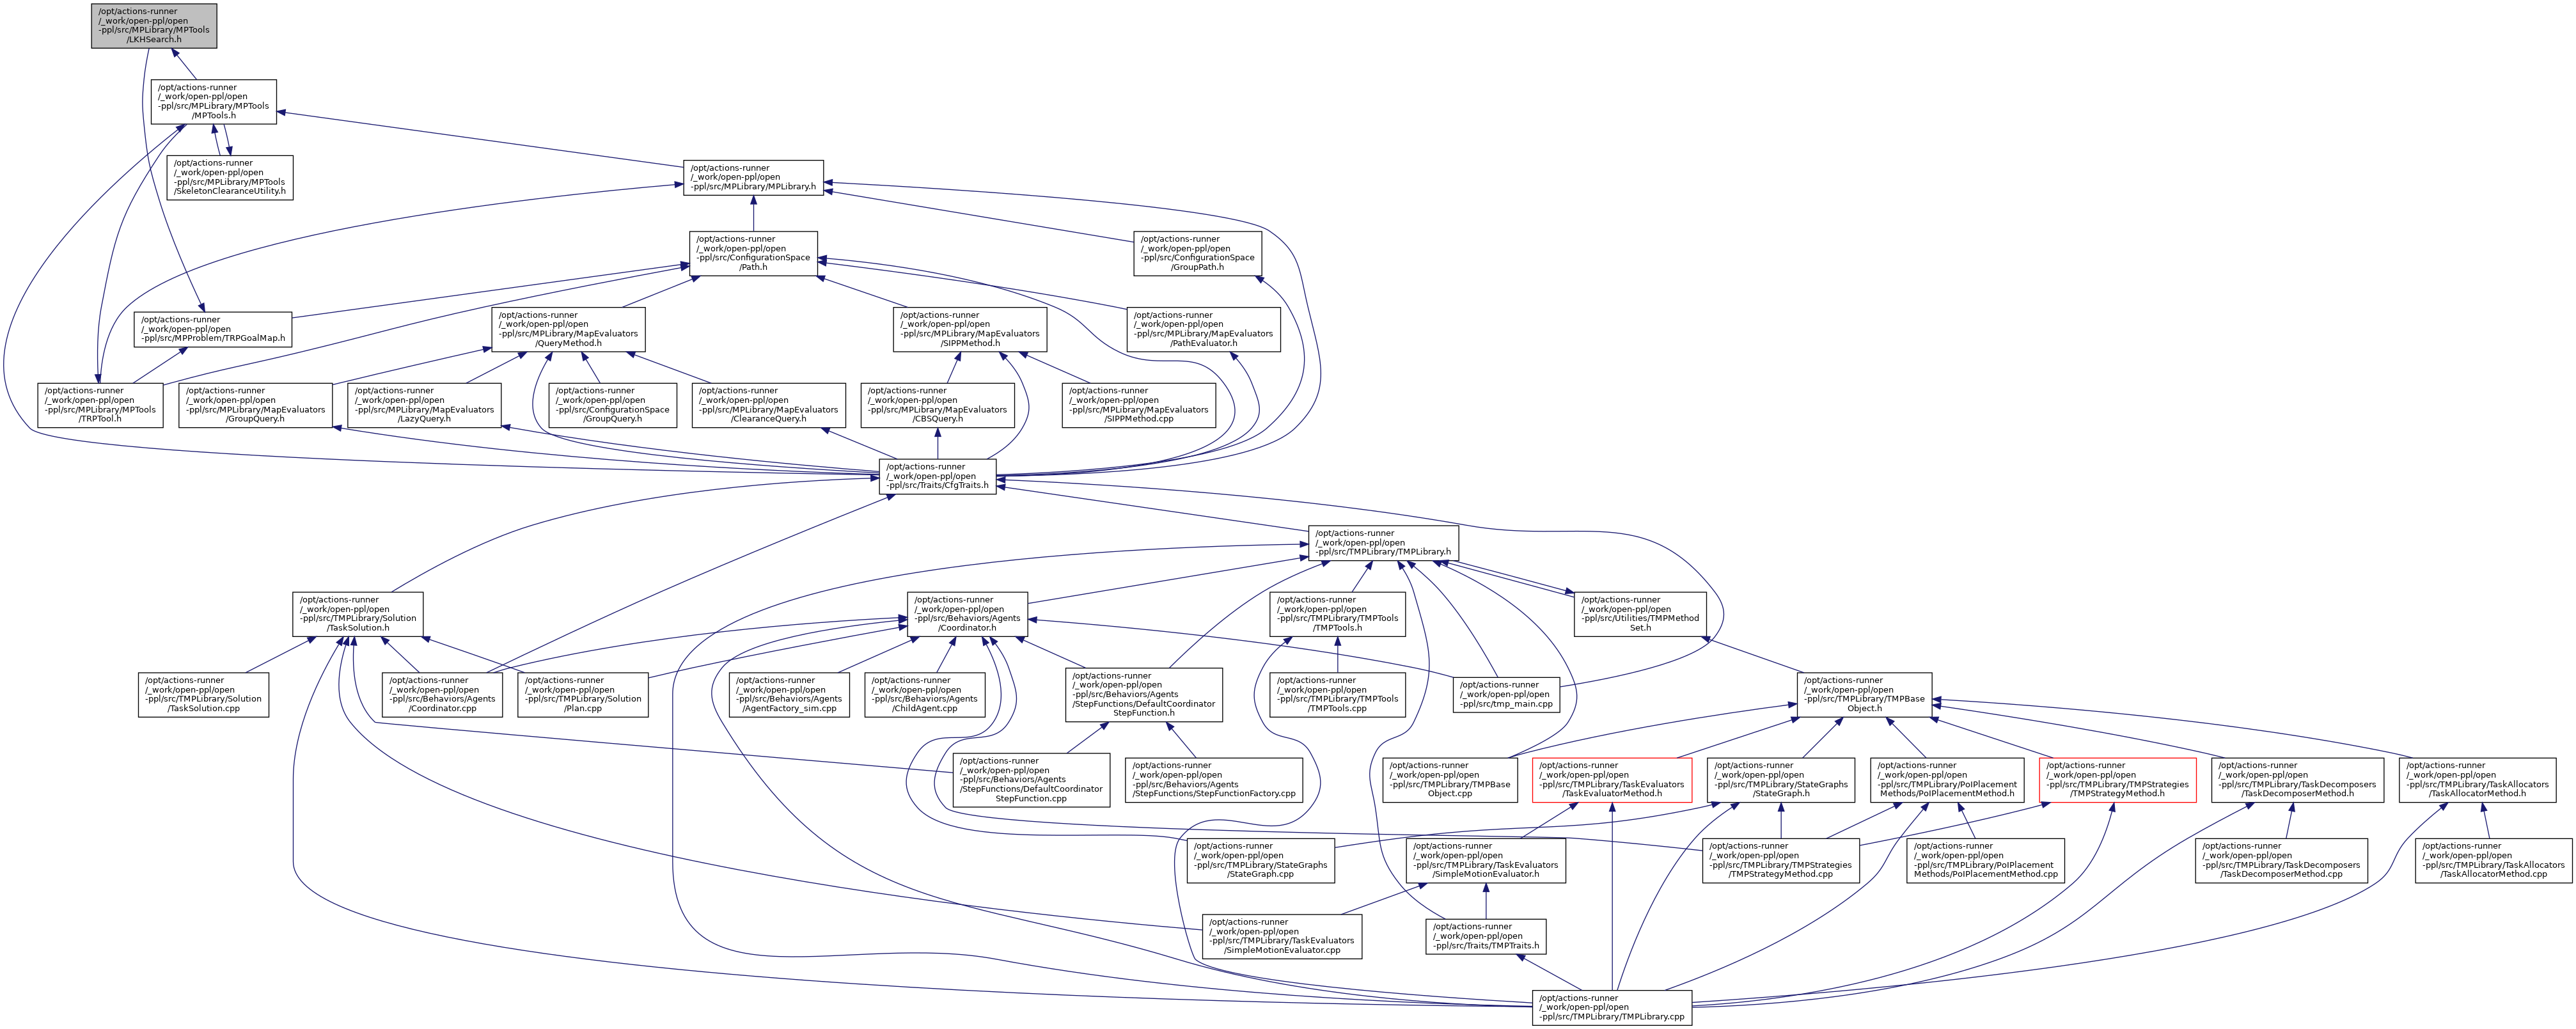 /opt/actions-runner
/_work/open-ppl/open
-ppl/src/MPLibrary/MPTools
/LKHSearch.h
/opt/actions-runner
/_work/open-ppl/open
-ppl/src/MPLibrary/MPTools
/MPTools.h
/opt/actions-runner
/_work/open-ppl/open
-ppl/src/MPLibrary/MPTools
/SkeletonClearanceUtility.h
/opt/actions-runner
/_work/open-ppl/open
-ppl/src/MPLibrary/MPLibrary.h
/opt/actions-runner
/_work/open-ppl/open
-ppl/src/ConfigurationSpace
/Path.h
/opt/actions-runner
/_work/open-ppl/open
-ppl/src/ConfigurationSpace
/GroupPath.h
/opt/actions-runner
/_work/open-ppl/open
-ppl/src/MPProblem/TRPGoalMap.h
/opt/actions-runner
/_work/open-ppl/open
-ppl/src/MPLibrary/MapEvaluators
/QueryMethod.h
/opt/actions-runner
/_work/open-ppl/open
-ppl/src/MPLibrary/MapEvaluators
/SIPPMethod.h
/opt/actions-runner
/_work/open-ppl/open
-ppl/src/MPLibrary/MapEvaluators
/PathEvaluator.h
/opt/actions-runner
/_work/open-ppl/open
-ppl/src/MPLibrary/MPTools
/TRPTool.h
/opt/actions-runner
/_work/open-ppl/open
-ppl/src/MPLibrary/MapEvaluators
/GroupQuery.h
/opt/actions-runner
/_work/open-ppl/open
-ppl/src/MPLibrary/MapEvaluators
/LazyQuery.h
/opt/actions-runner
/_work/open-ppl/open
-ppl/src/ConfigurationSpace
/GroupQuery.h
/opt/actions-runner
/_work/open-ppl/open
-ppl/src/MPLibrary/MapEvaluators
/ClearanceQuery.h
/opt/actions-runner
/_work/open-ppl/open
-ppl/src/MPLibrary/MapEvaluators
/CBSQuery.h
/opt/actions-runner
/_work/open-ppl/open
-ppl/src/MPLibrary/MapEvaluators
/SIPPMethod.cpp
/opt/actions-runner
/_work/open-ppl/open
-ppl/src/Traits/CfgTraits.h
/opt/actions-runner
/_work/open-ppl/open
-ppl/src/TMPLibrary/TMPLibrary.h
/opt/actions-runner
/_work/open-ppl/open
-ppl/src/TMPLibrary/Solution
/TaskSolution.h
/opt/actions-runner
/_work/open-ppl/open
-ppl/src/Behaviors/Agents
/Coordinator.h
/opt/actions-runner
/_work/open-ppl/open
-ppl/src/TMPLibrary/TMPTools
/TMPTools.h
/opt/actions-runner
/_work/open-ppl/open
-ppl/src/Utilities/TMPMethod
Set.h
/opt/actions-runner
/_work/open-ppl/open
-ppl/src/TMPLibrary/Solution
/TaskSolution.cpp
/opt/actions-runner
/_work/open-ppl/open
-ppl/src/Behaviors/Agents
/Coordinator.cpp
/opt/actions-runner
/_work/open-ppl/open
-ppl/src/TMPLibrary/Solution
/Plan.cpp
/opt/actions-runner
/_work/open-ppl/open
-ppl/src/Behaviors/Agents
/AgentFactory_sim.cpp
/opt/actions-runner
/_work/open-ppl/open
-ppl/src/Behaviors/Agents
/ChildAgent.cpp
/opt/actions-runner
/_work/open-ppl/open
-ppl/src/Behaviors/Agents
/StepFunctions/DefaultCoordinator
StepFunction.h
/opt/actions-runner
/_work/open-ppl/open
-ppl/src/TMPLibrary/TMPTools
/TMPTools.cpp
/opt/actions-runner
/_work/open-ppl/open
-ppl/src/tmp_main.cpp
/opt/actions-runner
/_work/open-ppl/open
-ppl/src/TMPLibrary/TMPBase
Object.h
/opt/actions-runner
/_work/open-ppl/open
-ppl/src/Behaviors/Agents
/StepFunctions/DefaultCoordinator
StepFunction.cpp
/opt/actions-runner
/_work/open-ppl/open
-ppl/src/Behaviors/Agents
/StepFunctions/StepFunctionFactory.cpp
/opt/actions-runner
/_work/open-ppl/open
-ppl/src/TMPLibrary/TMPBase
Object.cpp
/opt/actions-runner
/_work/open-ppl/open
-ppl/src/TMPLibrary/TaskEvaluators
/TaskEvaluatorMethod.h
/opt/actions-runner
/_work/open-ppl/open
-ppl/src/TMPLibrary/StateGraphs
/StateGraph.h
/opt/actions-runner
/_work/open-ppl/open
-ppl/src/TMPLibrary/PoIPlacement
Methods/PoIPlacementMethod.h
/opt/actions-runner
/_work/open-ppl/open
-ppl/src/TMPLibrary/TMPStrategies
/TMPStrategyMethod.h
/opt/actions-runner
/_work/open-ppl/open
-ppl/src/TMPLibrary/TaskDecomposers
/TaskDecomposerMethod.h
/opt/actions-runner
/_work/open-ppl/open
-ppl/src/TMPLibrary/TaskAllocators
/TaskAllocatorMethod.h
/opt/actions-runner
/_work/open-ppl/open
-ppl/src/TMPLibrary/StateGraphs
/StateGraph.cpp
/opt/actions-runner
/_work/open-ppl/open
-ppl/src/TMPLibrary/TaskEvaluators
/SimpleMotionEvaluator.h
/opt/actions-runner
/_work/open-ppl/open
-ppl/src/TMPLibrary/TMPStrategies
/TMPStrategyMethod.cpp
/opt/actions-runner
/_work/open-ppl/open
-ppl/src/TMPLibrary/PoIPlacement
Methods/PoIPlacementMethod.cpp
/opt/actions-runner
/_work/open-ppl/open
-ppl/src/TMPLibrary/TaskDecomposers
/TaskDecomposerMethod.cpp
/opt/actions-runner
/_work/open-ppl/open
-ppl/src/TMPLibrary/TaskAllocators
/TaskAllocatorMethod.cpp
/opt/actions-runner
/_work/open-ppl/open
-ppl/src/TMPLibrary/TaskEvaluators
/SimpleMotionEvaluator.cpp
/opt/actions-runner
/_work/open-ppl/open
-ppl/src/Traits/TMPTraits.h
/opt/actions-runner
/_work/open-ppl/open
-ppl/src/TMPLibrary/TMPLibrary.cpp